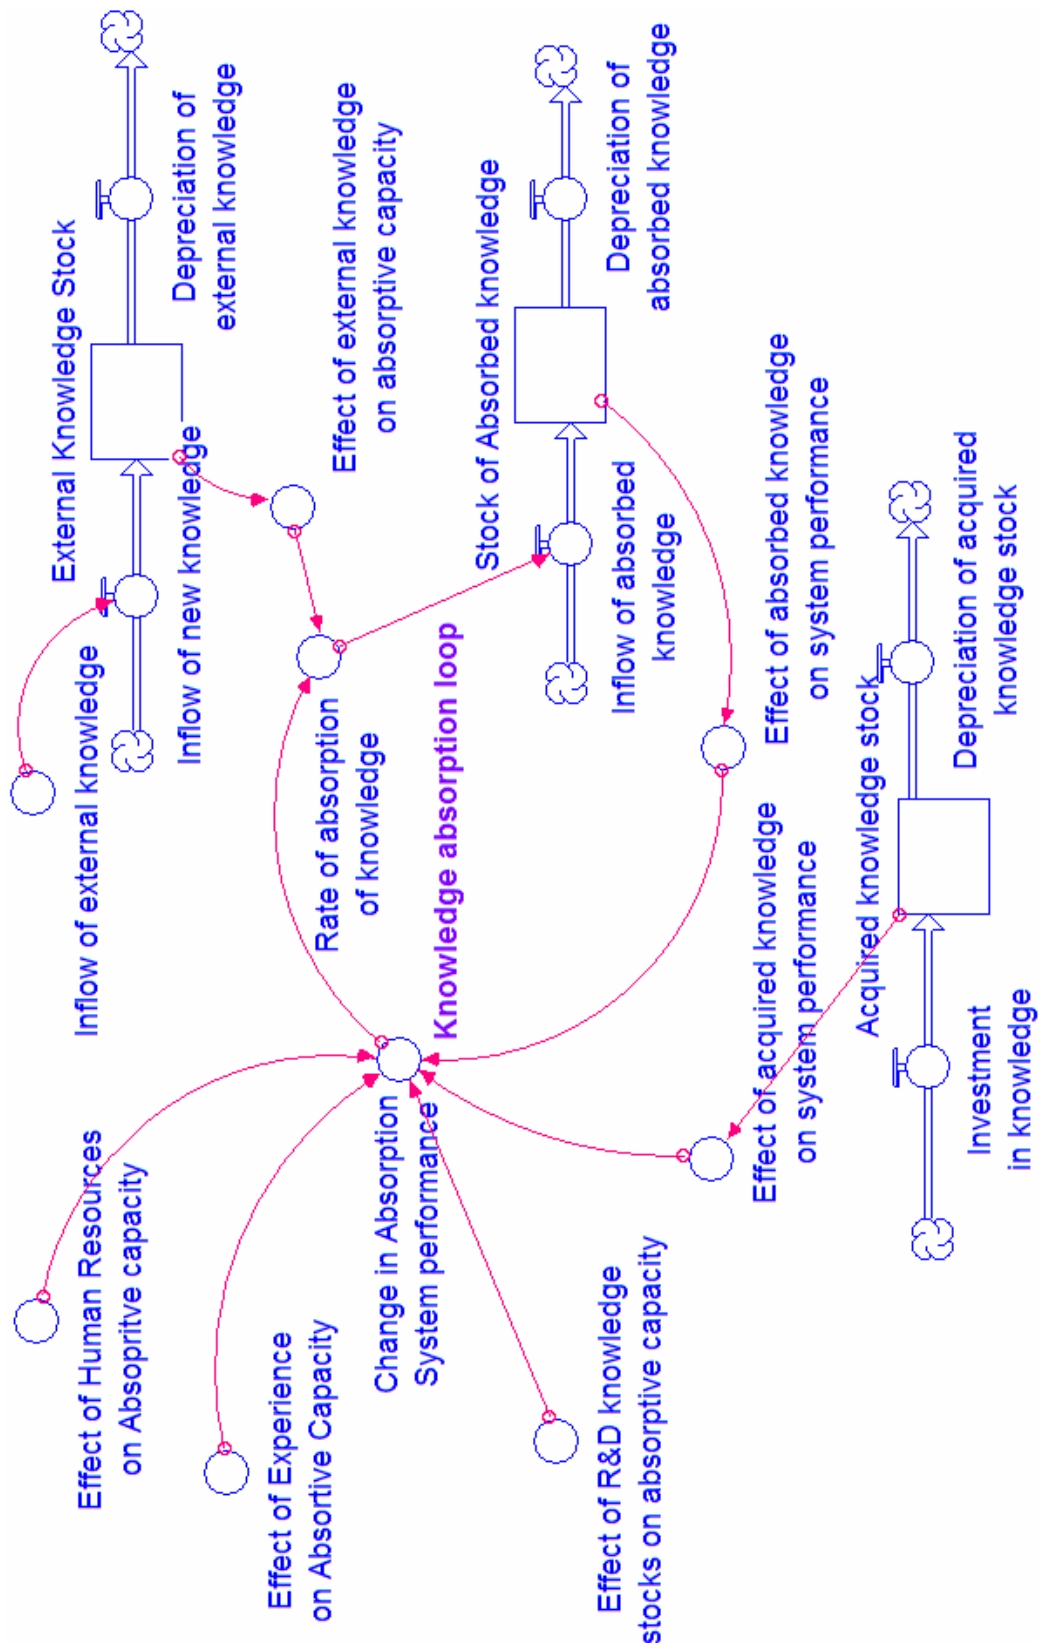 External Knowledge Stock
Inflow of external knowledge
Inflow of new knowledge
Depreciation of
external knowledge
Effect of external knowledge
on absorptive capacity
Effect of Human Resources
on Absopritve capacity
Rate of absorption
of knowledge
Knowledge absorption loop
Stock of Absorbed knowledge
Inflow of absorbed
knowledge
Depreciation of
absorbed knowledge
Effect of Experience
on Absortive Capacity
Change in Absorption
System performance
Effect of absorbed knowledge
on system performance
Effect of R&D knowledge
stocks on absorptive capacity
Effect of acquired knowledge
on system performance
Acquired knowledge stock
Investment
in knowledge
Depreciation of acquired
knowledge stock